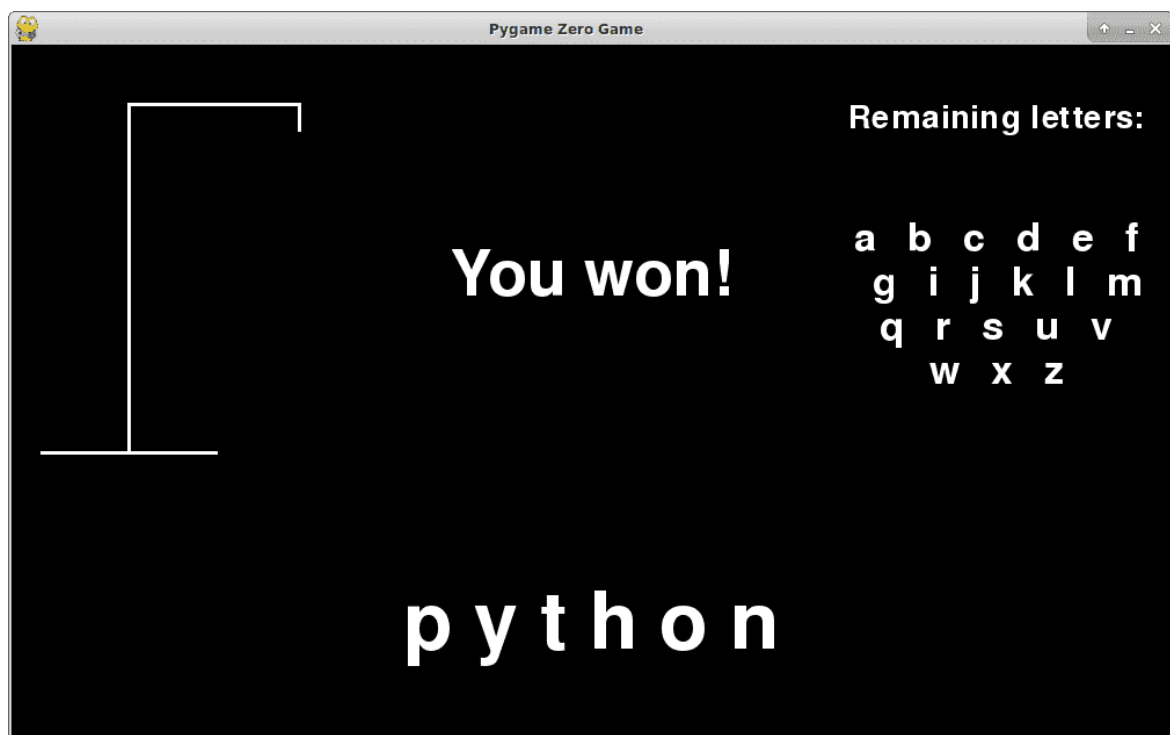 Pygame Zero Game
Remaining letters:
a b c d e f
g i j k l m
q r s u v
w x z
You won!
p y t h o n